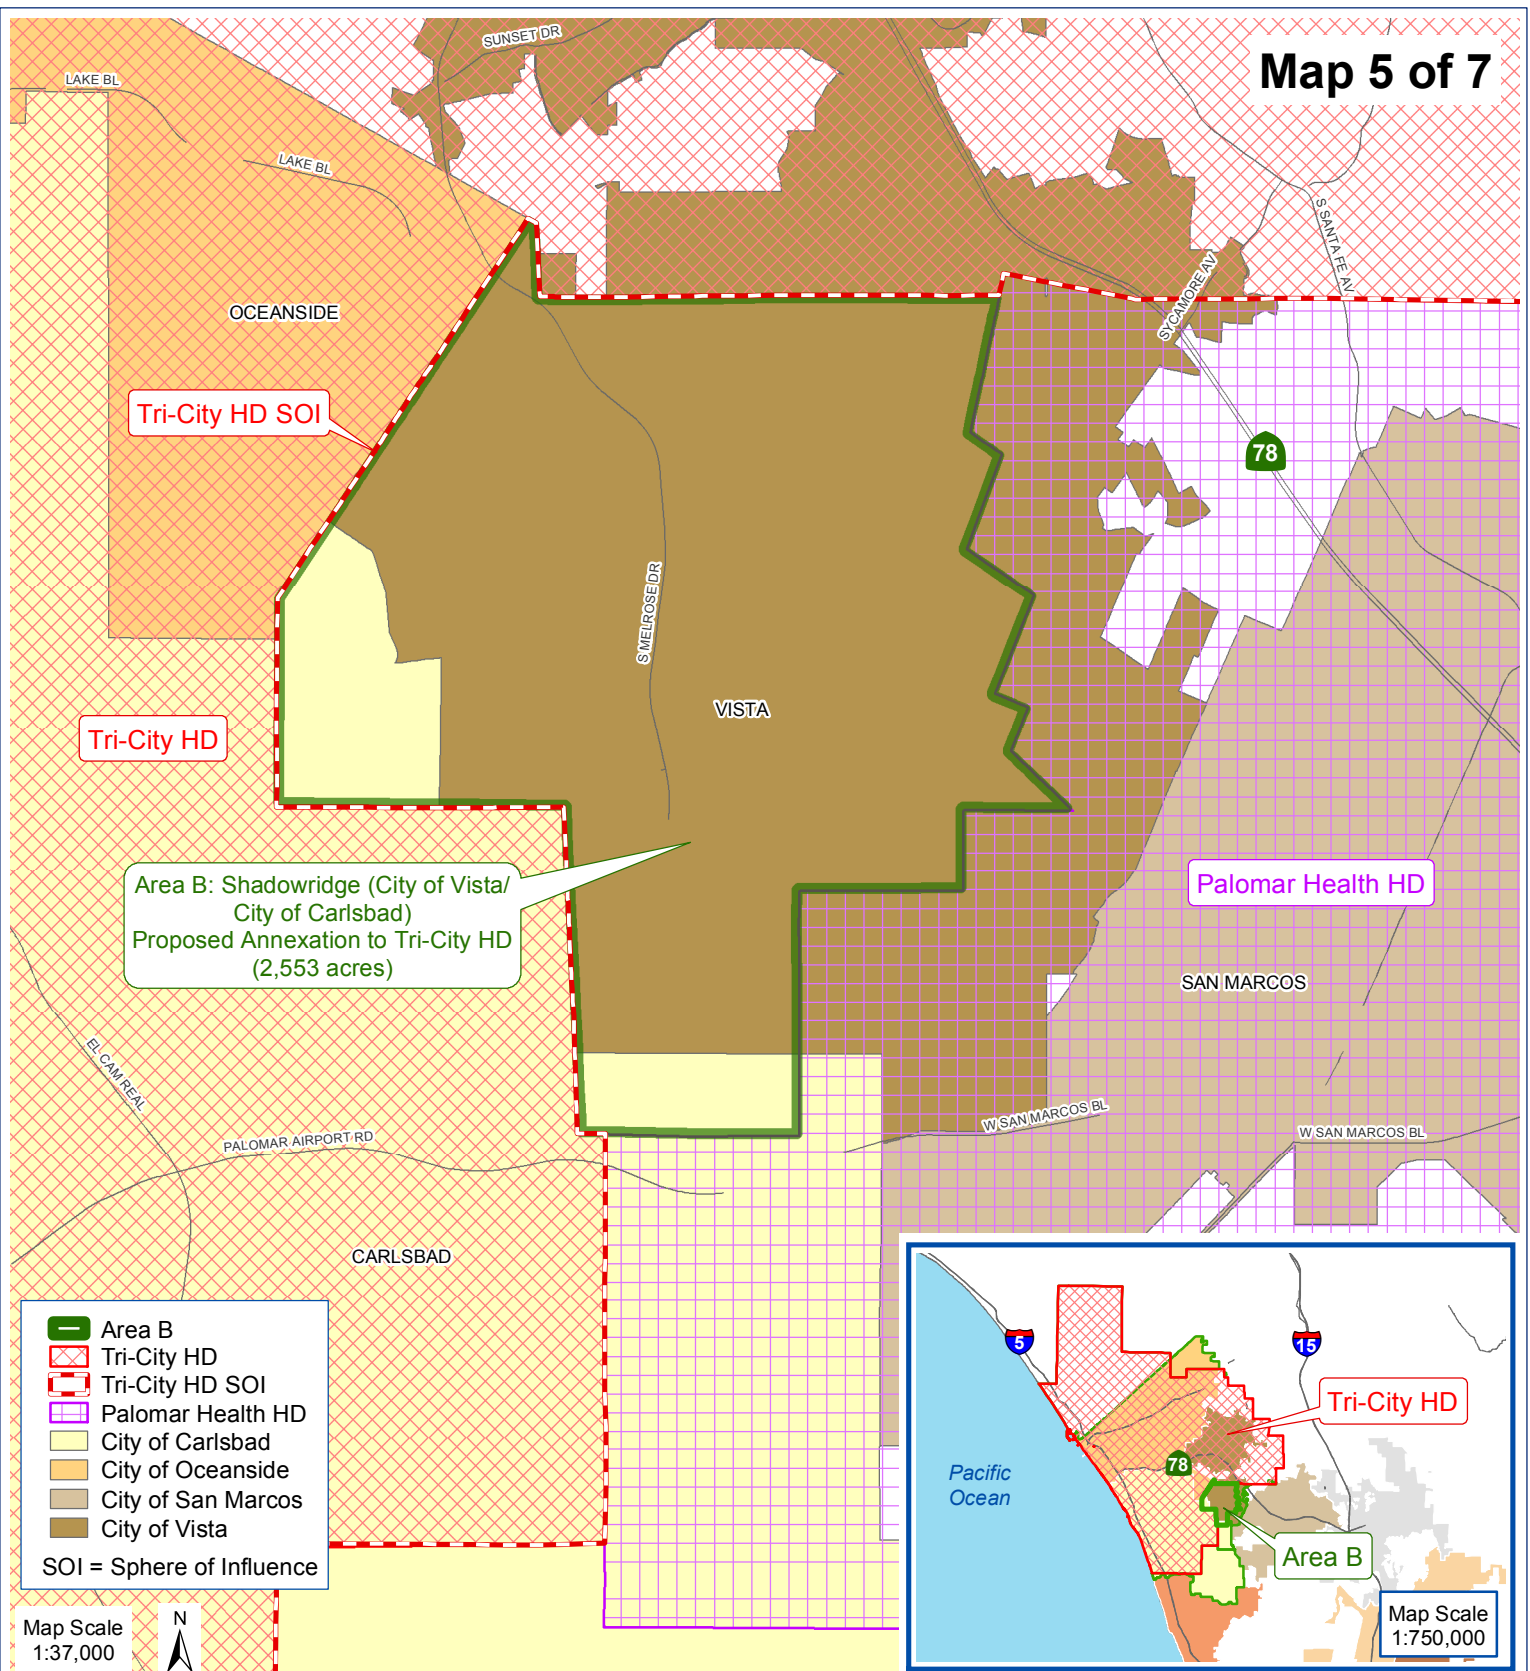 Map 5 of 7
SUNSET DR
LAKE BL
LAKE BL
S SANTA FE AV
SYCAMORE AV
OCEANSIDE
Tri-City HD SOI
78
S MELROSE DR
VISTA
Tri-City HD
Area B: Shadowridge (City of Vista/
City of Carlsbad)
Proposed Annexation to Tri-City HD
(2,553 acres)
Palomar Health HD
SAN MARCOS
EL CAM REAL
PALOMAR AIRPORT RD
W SAN MARCOS BL
W SAN MARCOS BL
CARLSBAD
Area B
Tri-City HD
Tri-City HD SOI
Palomar Health HD
City of Carlsbad
City of Oceanside
City of San Marcos
City of Vista
SOI = Sphere of Influence
Map Scale
1:37,000
N
5
15
Tri-City HD
78
Pacific
Ocean
Area B
Map Scale
1:750,000